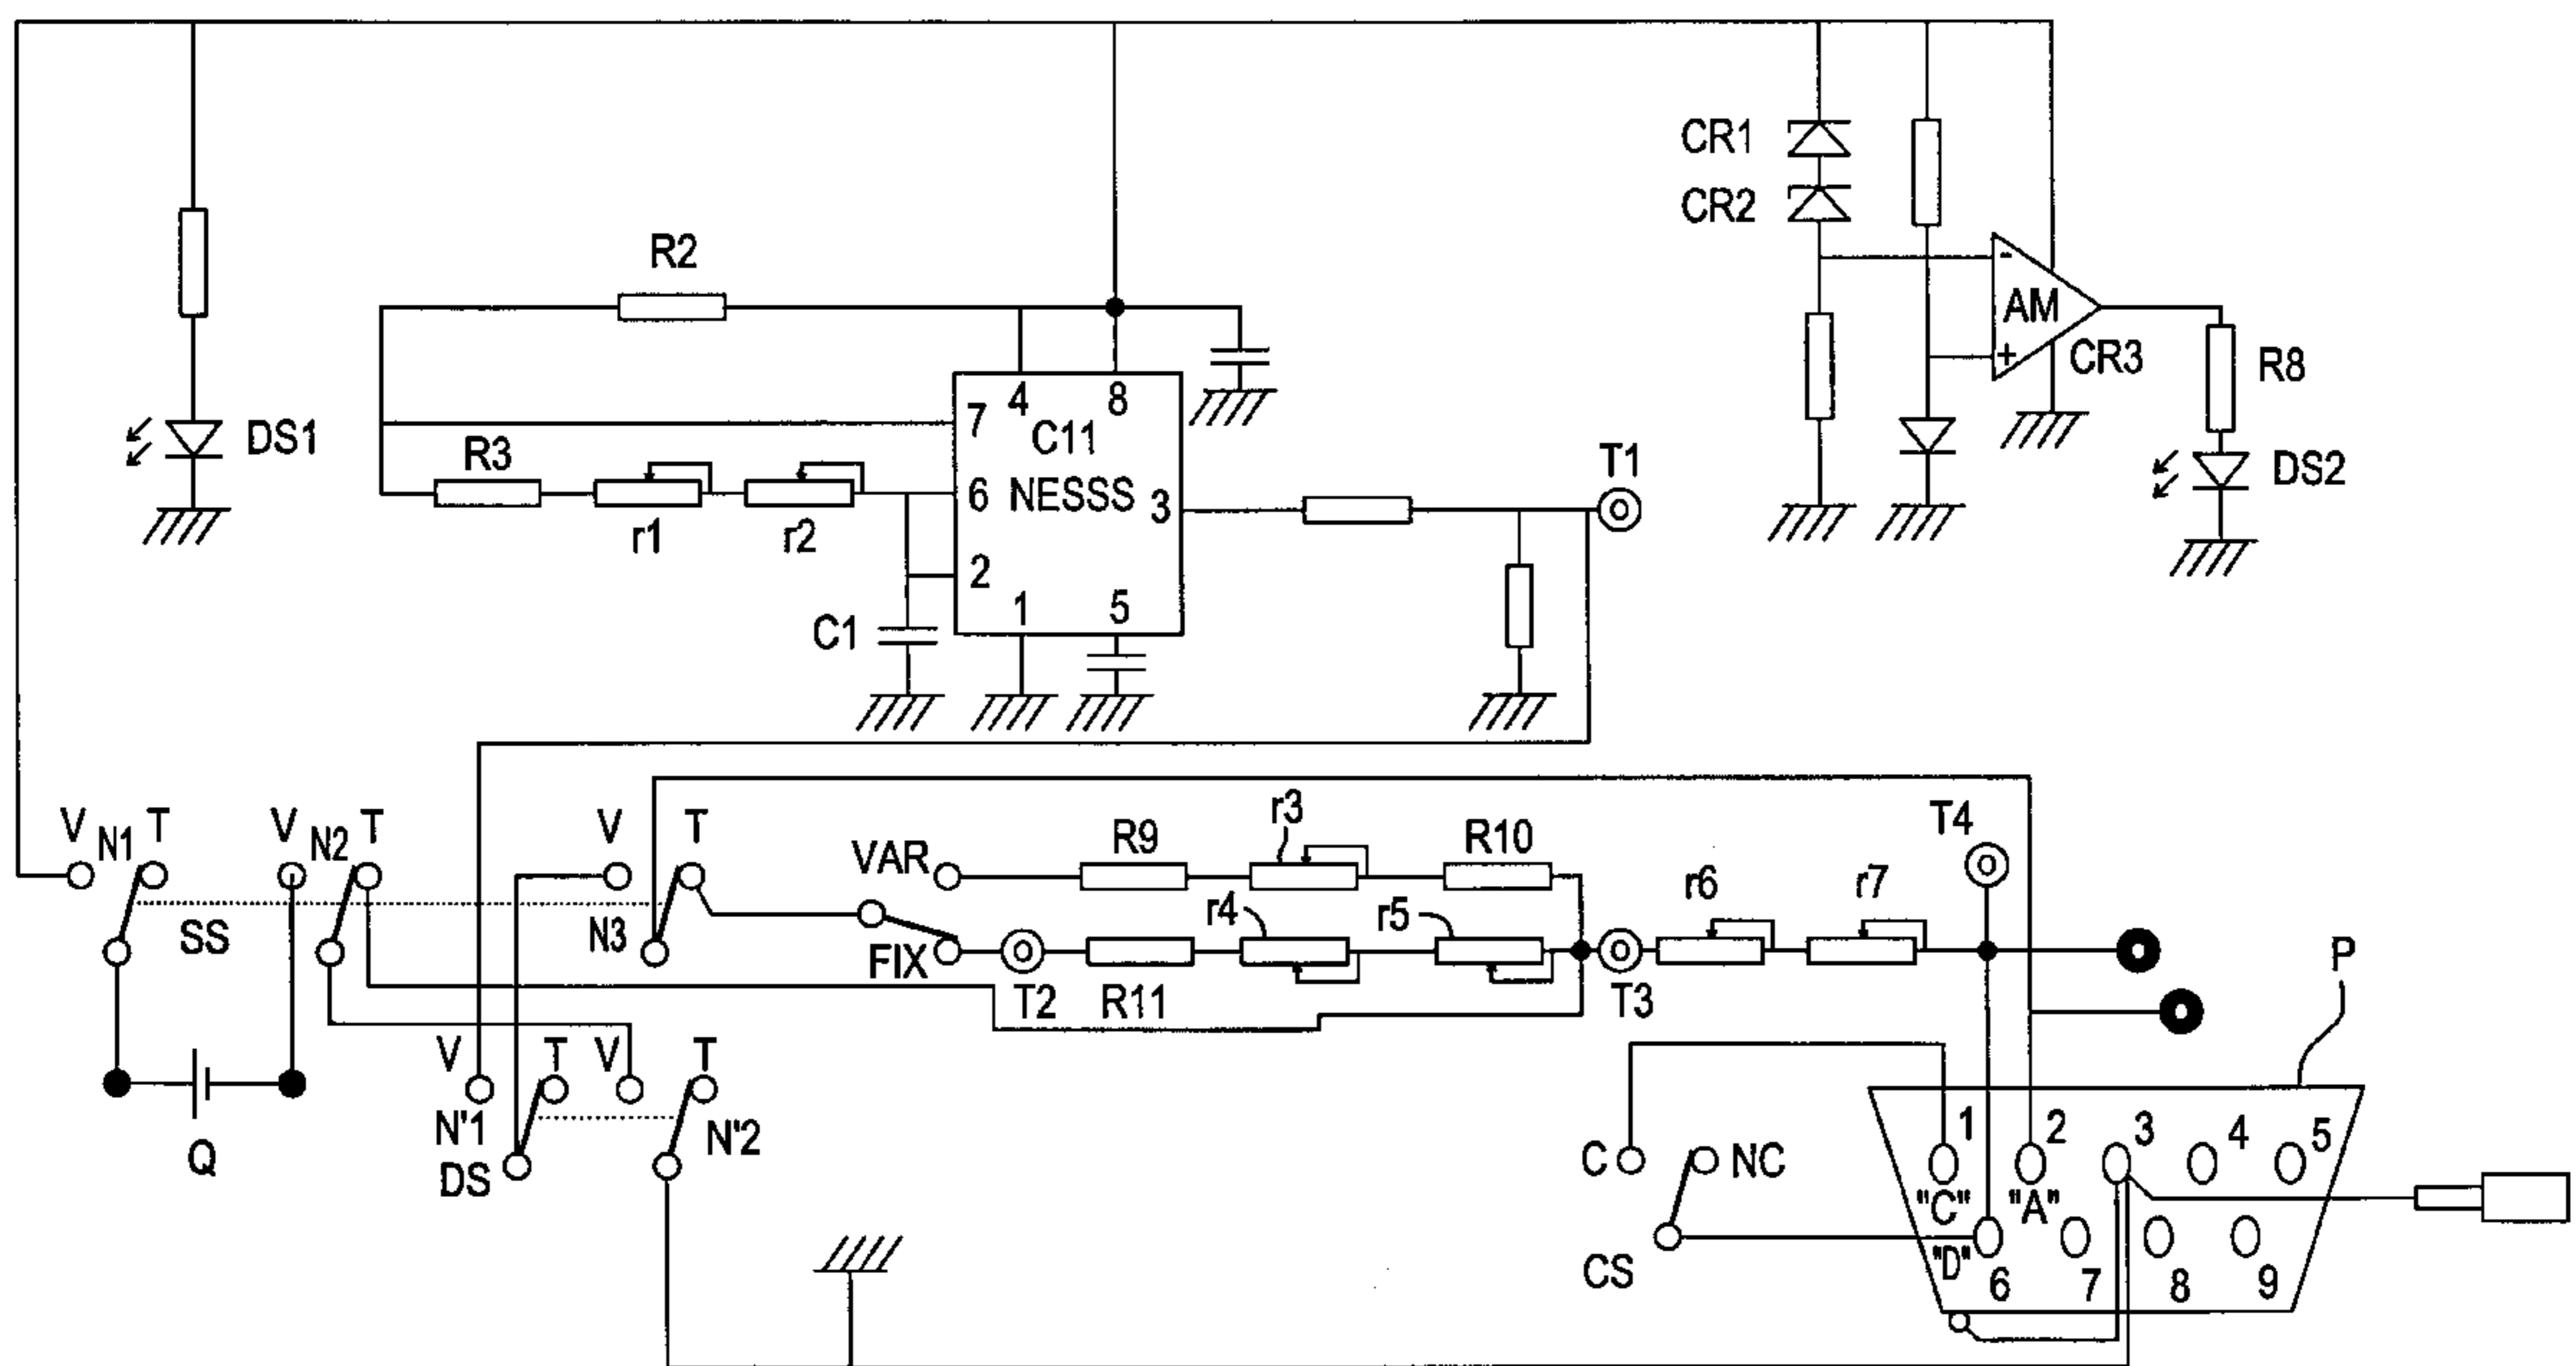 CR1
CR2
R2
-
AM
+
CR3
R8
DS1
DS2
7
4
8
C11
R3
6
NESSS
3
T1
r1
r2
2
1
5
C1
V
N1
T
V
N2
T
V
T
r3
T4
VAR
R9
R10
r6
r7
SS
N3
r4
r5
FIX
T2
R11
T3
P
V
T
V
T
Q
N'1
DS
N'2
C
NC
CS
1
2
3
4
5
"C"
"A"
"D"
6
7
8
9